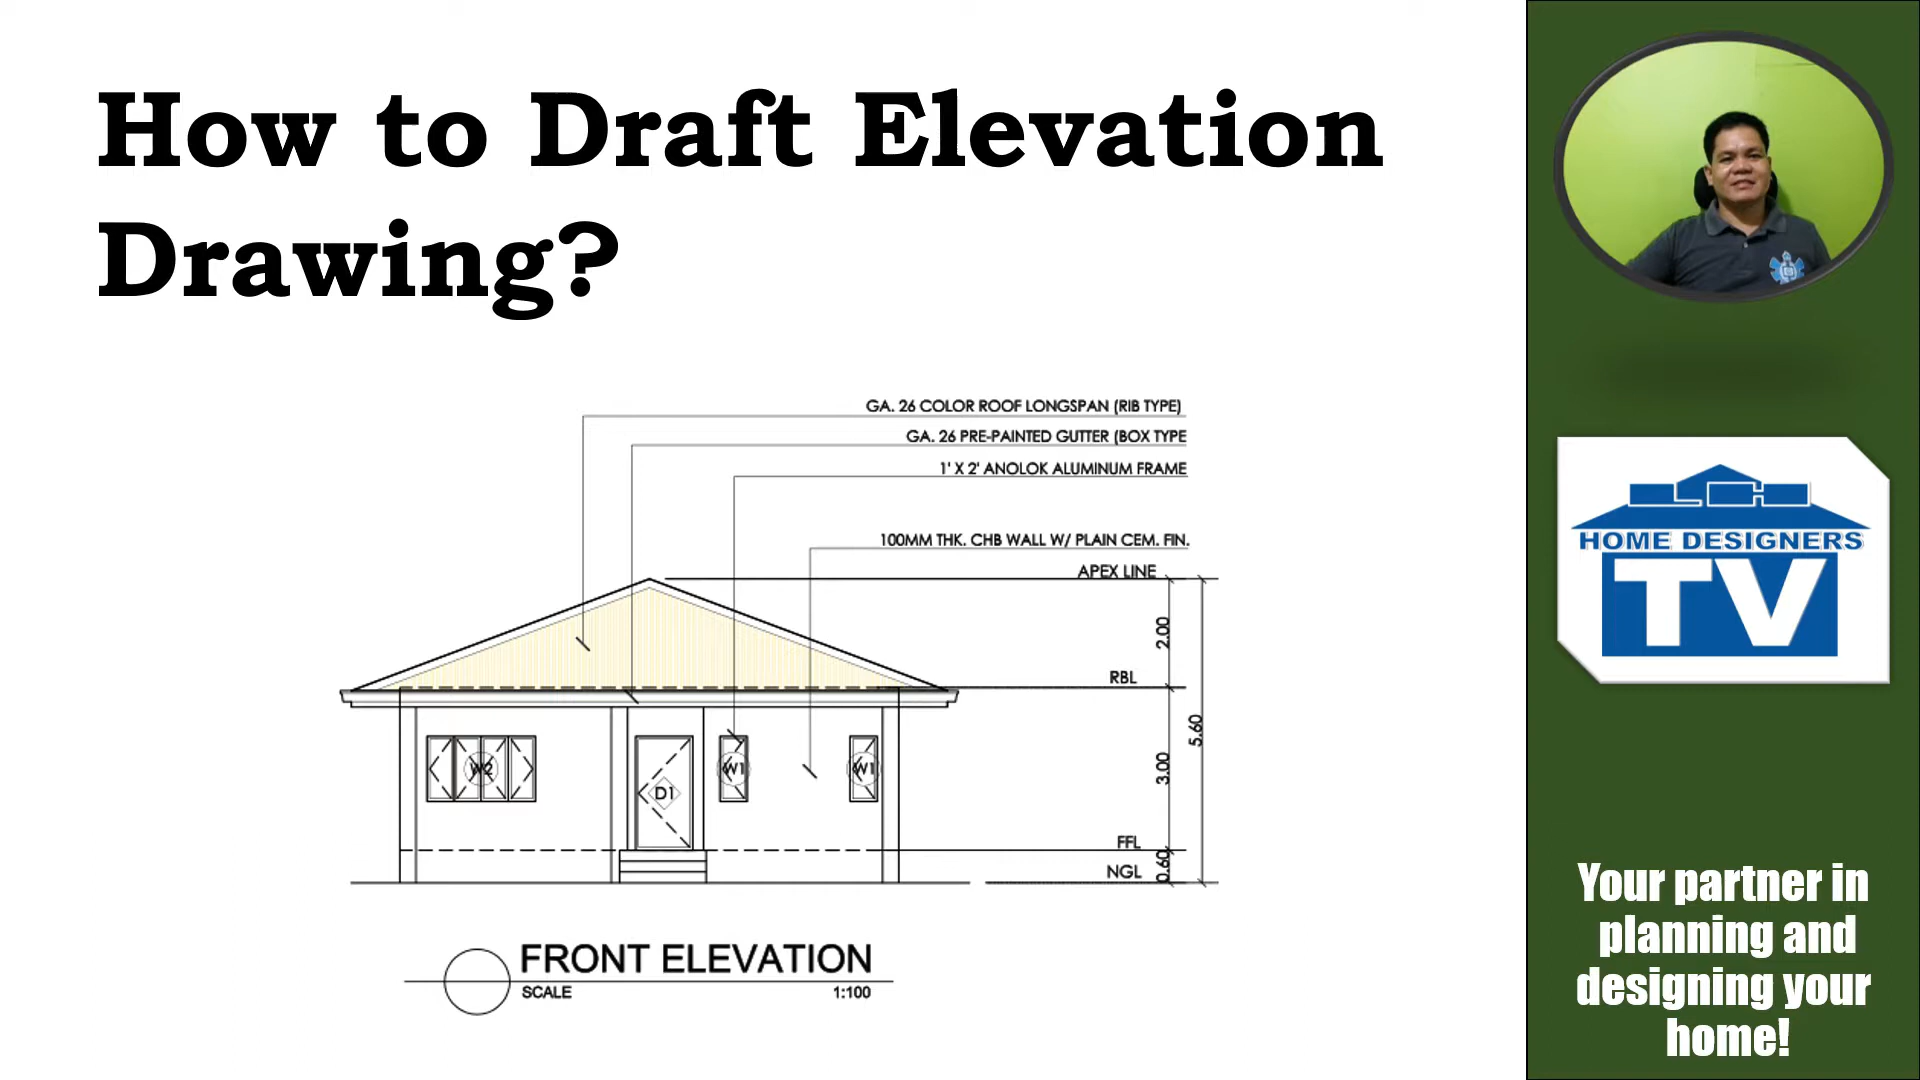 How to Draft Elevation
Drawing?
GA. 26 COLOR ROOF LONGSPAN (RIB TYPE)
GA. 26 PRE-PAINTED GUTTER (BOX TYPE
1' X 2' ANOLOK ALUMINUM FRAME
100MM THK. CHB WALL W/ PLAIN CEM. FIN.
APEX LINE
2.00
RBL
5.60
3.00
W2
D1
W1
W1
FFL
0.60
NGL
FRONT ELEVATION
SCALE 1:100
LCH
HOME DESIGNERS
TV
Your partner in
planning and
designing your
home!